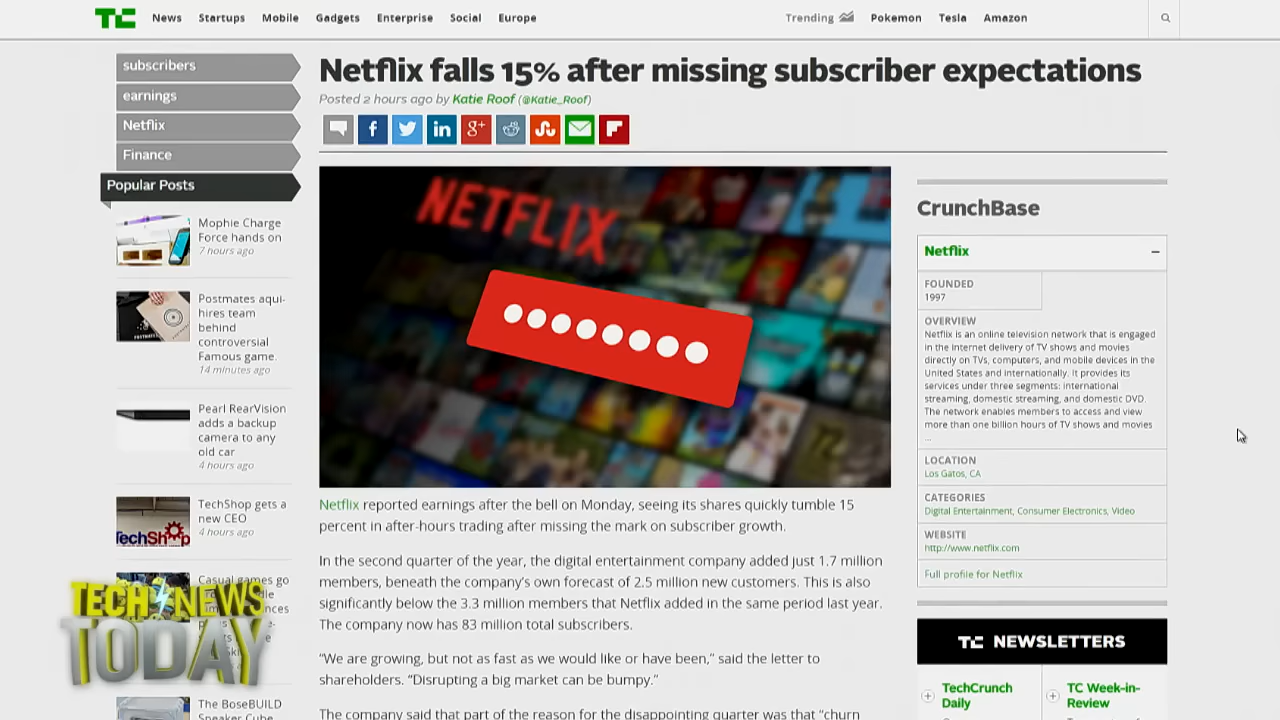 TC News Startups Mobile Gadgets Enterprise Social Europe Trending Pokemon Tesla Amazon
subscribers
earnings
Netflix
Finance
Popular Posts
Mophie Charge
Force hands on
7 hours ago
Postmates aqui-
hires team
behind
controversial
Famous game.
14 minutes ago
Pearl RearVision
adds a backup
camera to any
old car
4 hours ago
TechShop gets a
new CEO
4 hours ago
TechShop
Casual games go
The BoseBUILD
Speaker Cube
TECH NEWS
TODAY
Netflix falls 15% after missing subscriber expectations
Posted 2 hours ago by Katie Roof (@Katie_Roof)
NETFLIX
Netflix reported earnings after the bell on Monday, seeing its shares quickly tumble 15
percent in after-hours trading after missing the mark on subscriber growth.
In the second quarter of the year, the digital entertainment company added just 1.7 million
members, beneath the company's own forecast of 2.5 million new customers. This is also
significantly below the 3.3 million members that Netflix added in the same period last year.
The company now has 83 million total subscribers.
“We are growing, but not as fast as we would like or have been,” said the letter to
shareholders. “Disrupting a big market can be bumpy.”
The company said that part of the reason for the disappointing quarter was that “churn
CrunchBase
Netflix –
FOUNDED
1997
OVERVIEW
Netflix is an online television network that is engaged
in the Internet delivery of TV shows and movies
directly on TVs, computers, and mobile devices in the
United States and internationally. It provides its
services under three segments: international
streaming, domestic streaming, and domestic DVD.
The network enables members to access and view
more than one billion hours of TV shows and movies
...
LOCATION
Los Gatos, CA
CATEGORIES
Digital Entertainment, Consumer Electronics, Video
WEBSITE
http://www.netflix.com
Full profile for Netflix
TC NEWSLETTERS
TechCrunch
Daily
TC Week-in-
Review